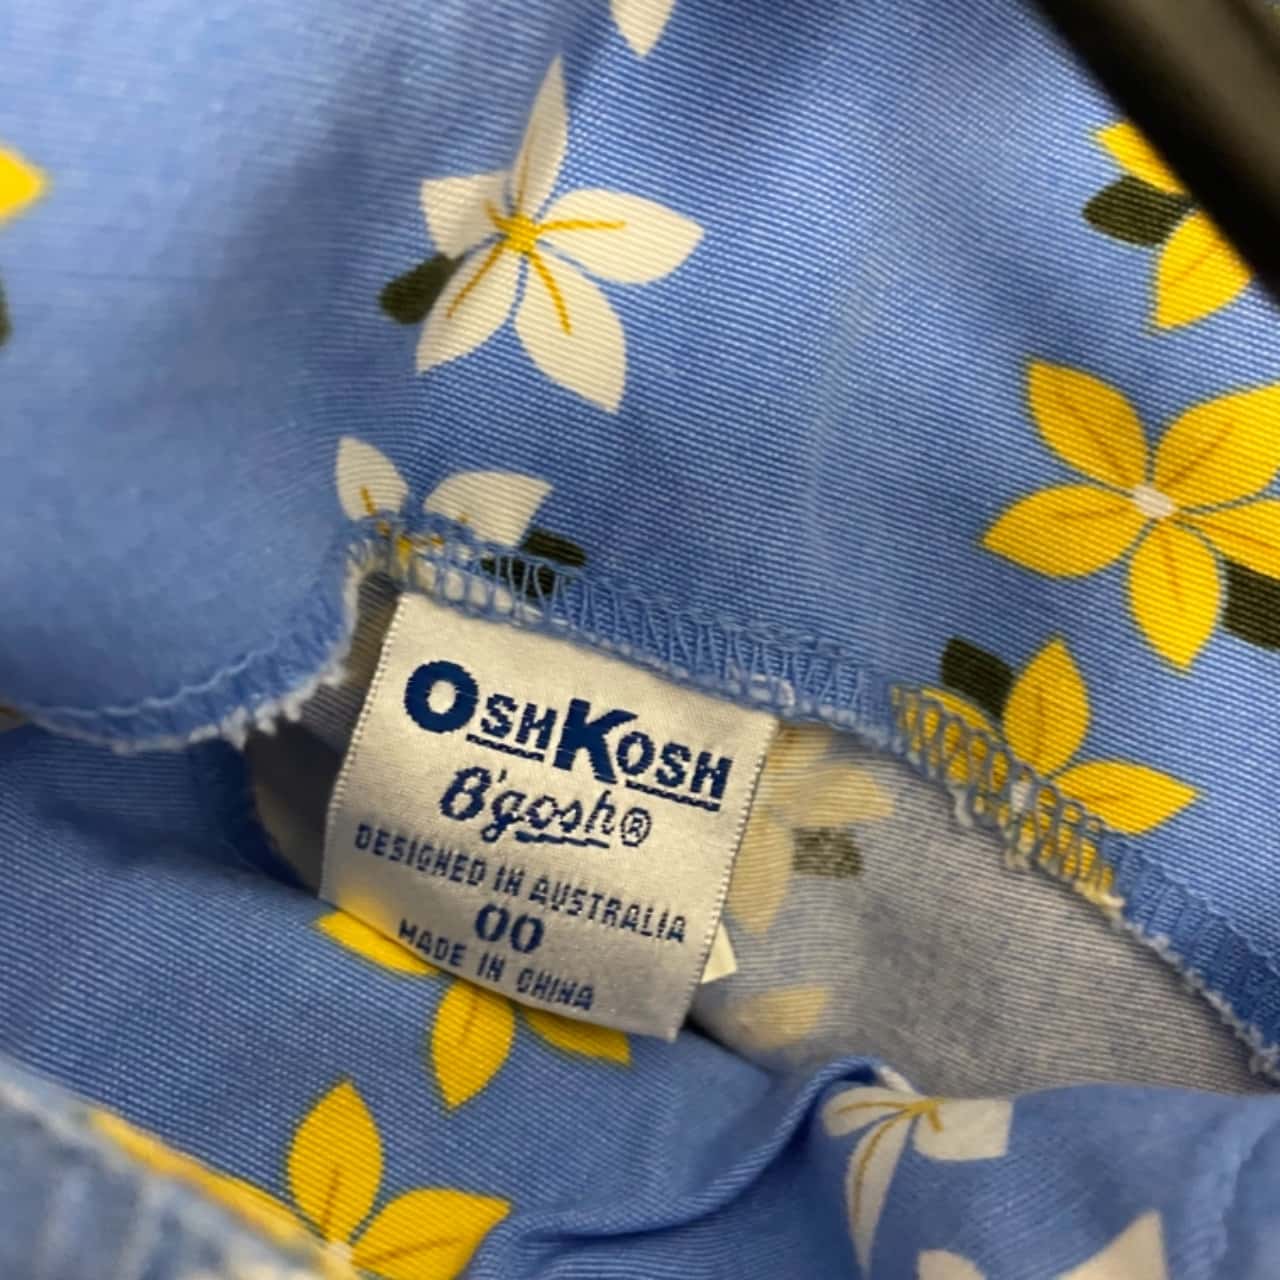 OSHKOSH
B'gosh®
DESIGNED IN AUSTRALIA
00
MADE IN CHINA